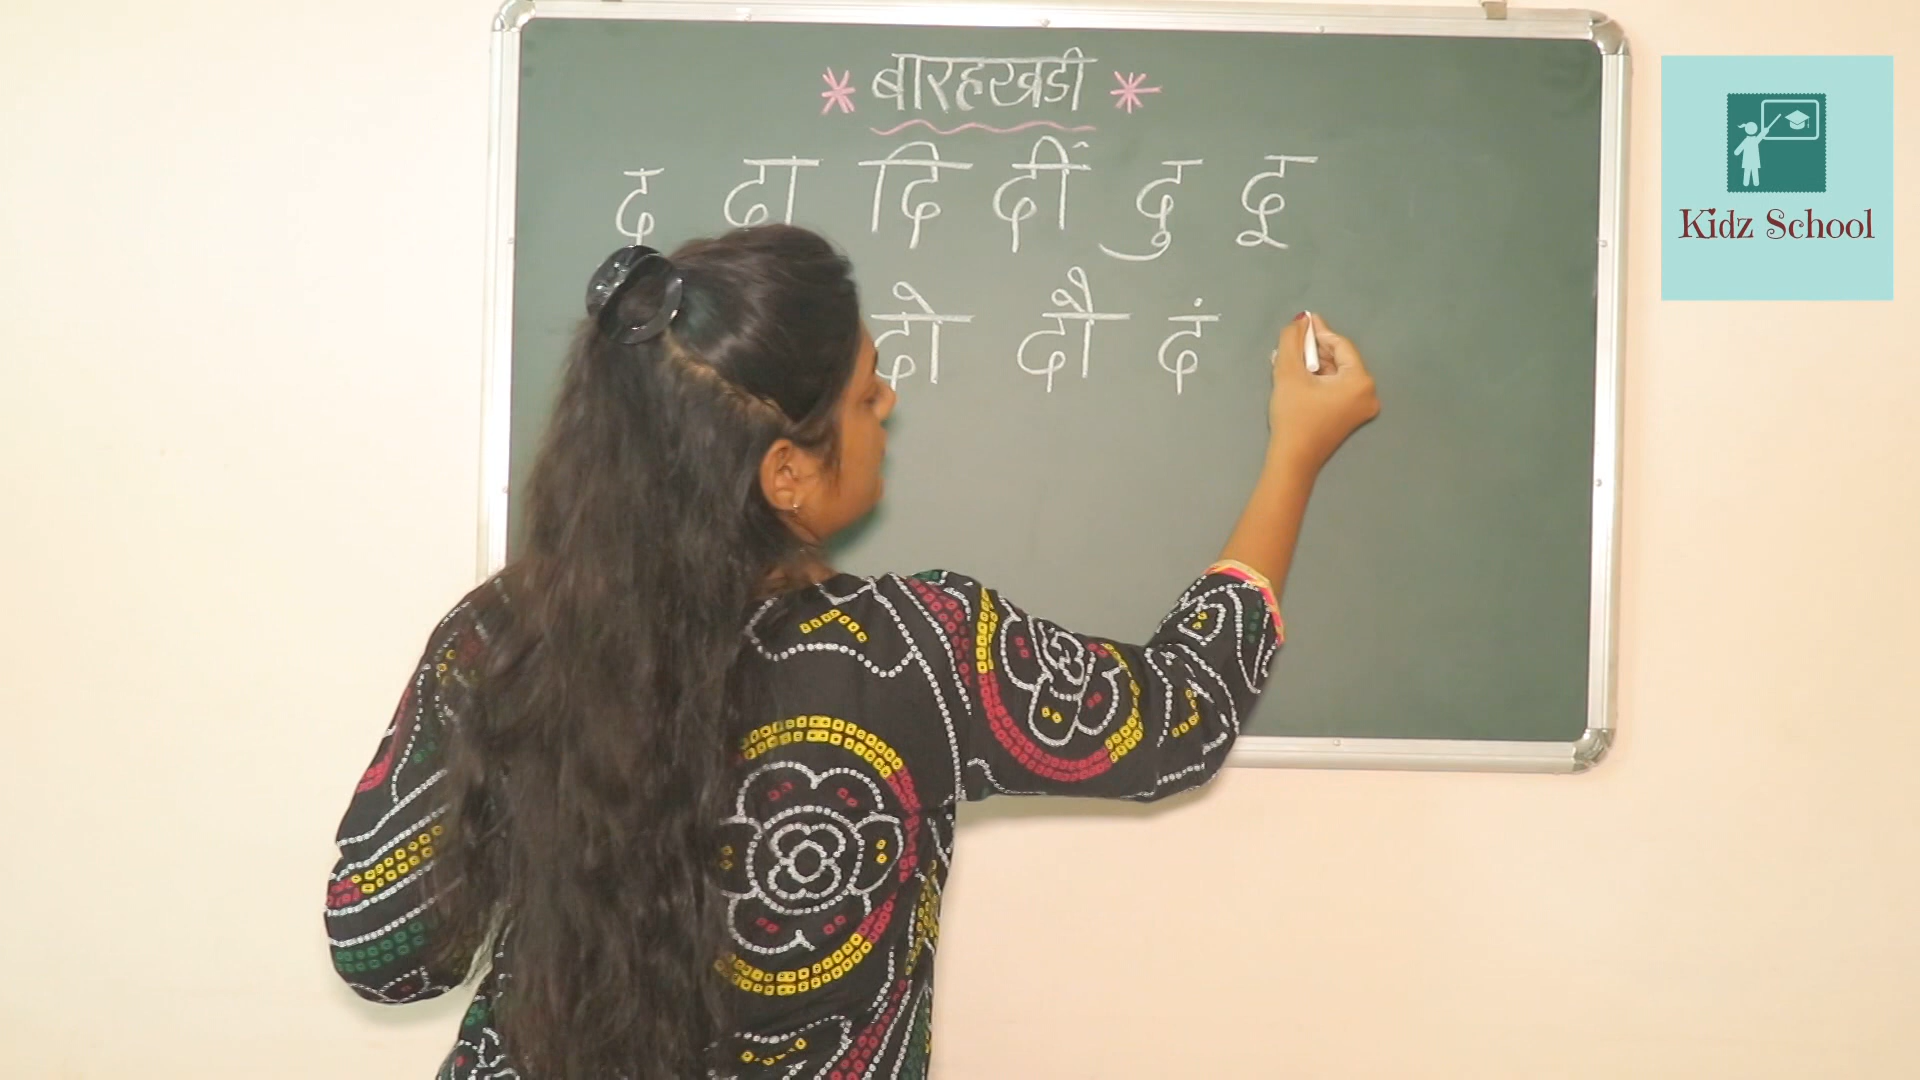 * बारहखडी *
द दा दि दीं दु दू
दो दौ दं
Kidz School